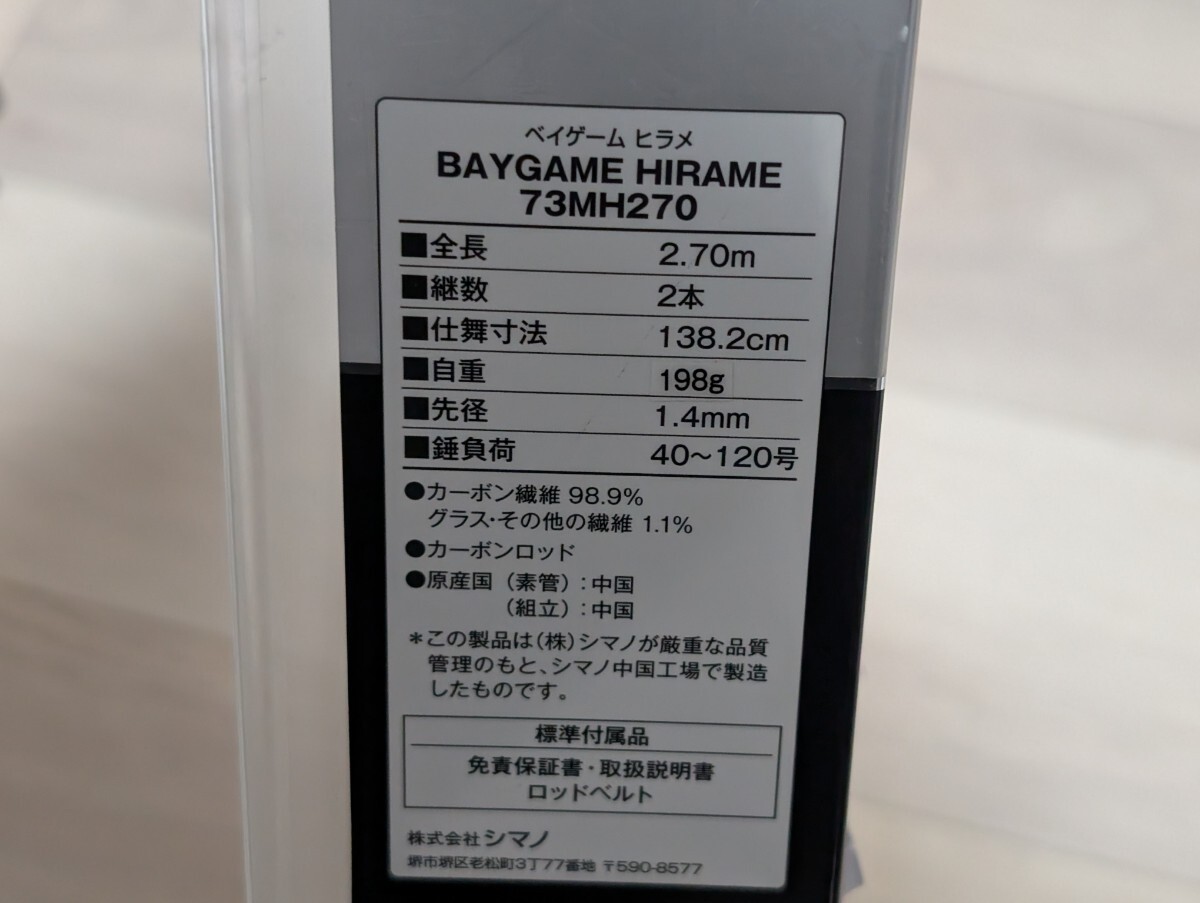 ベイゲーム ヒラメ
BAYGAME HIRAME
73MH270
■全長 2.70m
■継数 2本
■仕舞寸法 138.2cm
■自重 198g
■先径 1.4mm
■錘負荷 40〜120号
●カーボン繊維 98.9%
グラス・その他の繊維 1.1%
●カーボンロッド
●原産国（素管）：中国
（組立）：中国
＊この製品は（株）シマノが厳重な品質
管理のもと、シマノ中国工場で製造
したものです。
標準付属品
免責保証書・取扱説明書
ロッドベルト
株式会社シマノ
堺市堺区老松町3丁77番地 〒590-8577